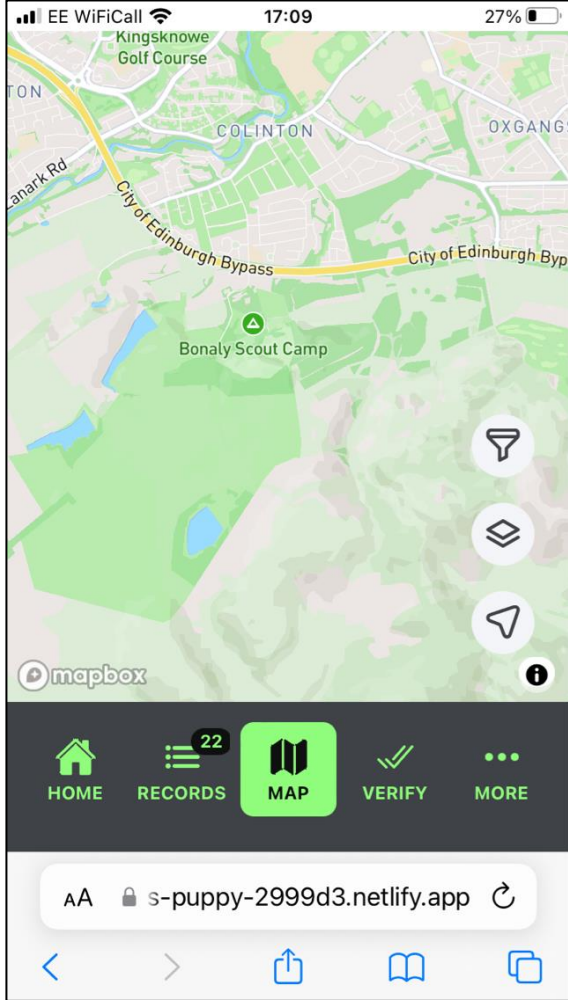 EE WiFiCall 17:09 27%
Kingsknowe
Golf Course
TON
COLINTON
OXGANGS
Lanark Rd
City of Edinburgh Bypass
City of Edinburgh Byp
Bonaly Scout Camp
mapbox
22
HOME RECORDS MAP VERIFY MORE
AA s-puppy-2999d3.netlify.app